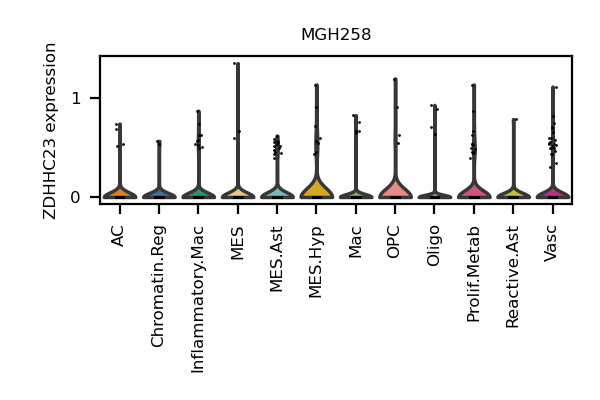 MGH258
ZDHHC23 expression
1
0
AC
Chromatin.Reg
Inflammatory.Mac
MES
MES.Ast
MES.Hyp
Mac
OPC
Oligo
Prolif.Metab
Reactive.Ast
Vasc